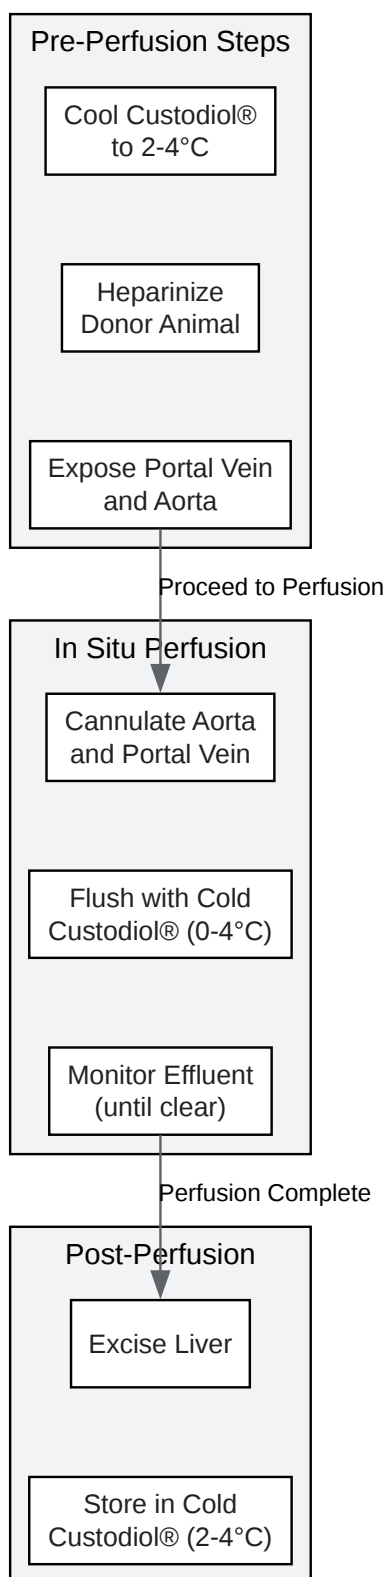 Pre-Perfusion Steps
Cool Custodiol®
to 2-4°C
Heparinize
Donor Animal
Expose Portal Vein
and Aorta
Proceed to Perfusion
In Situ Perfusion
Cannulate Aorta
and Portal Vein
Flush with Cold
Custodiol® (0-4°C)
Monitor Effluent
(until clear)
Perfusion Complete
Post-Perfusion
Excise Liver
Store in Cold
Custodiol® (2-4°C)